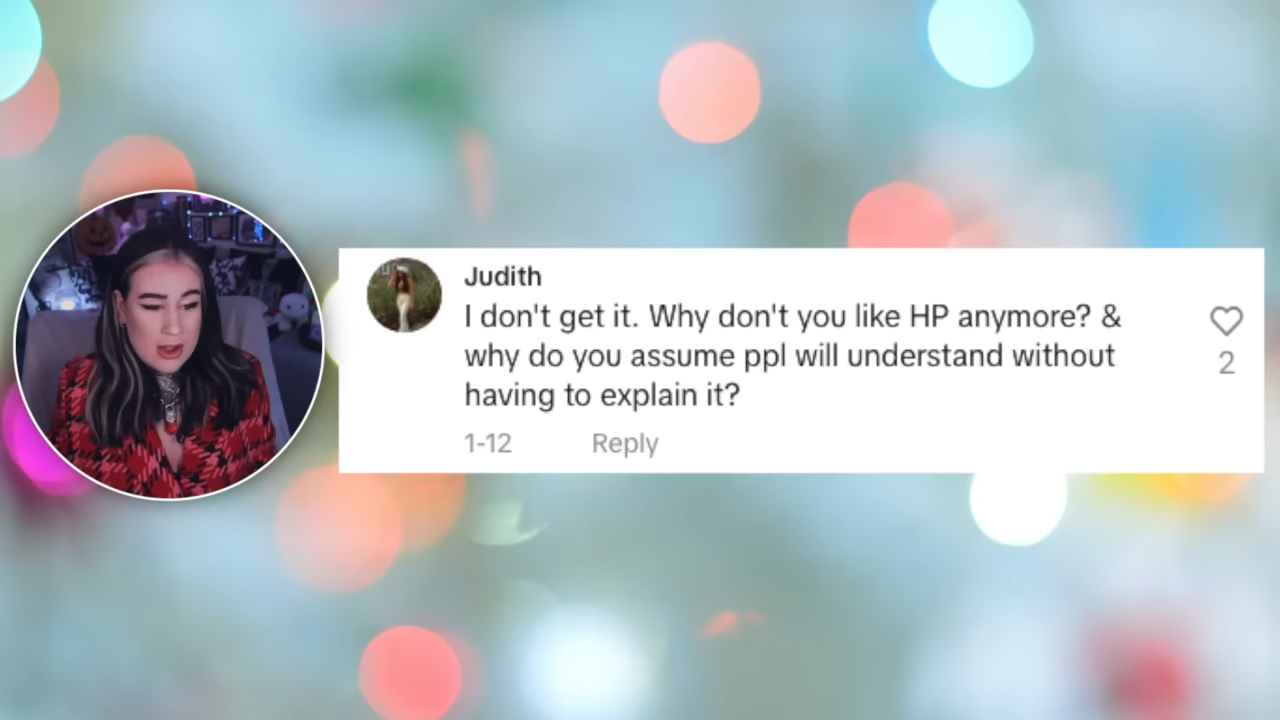 Judith
I don't get it. Why don't you like HP anymore? &
why do you assume ppl will understand without
having to explain it?
1-12 Reply
2